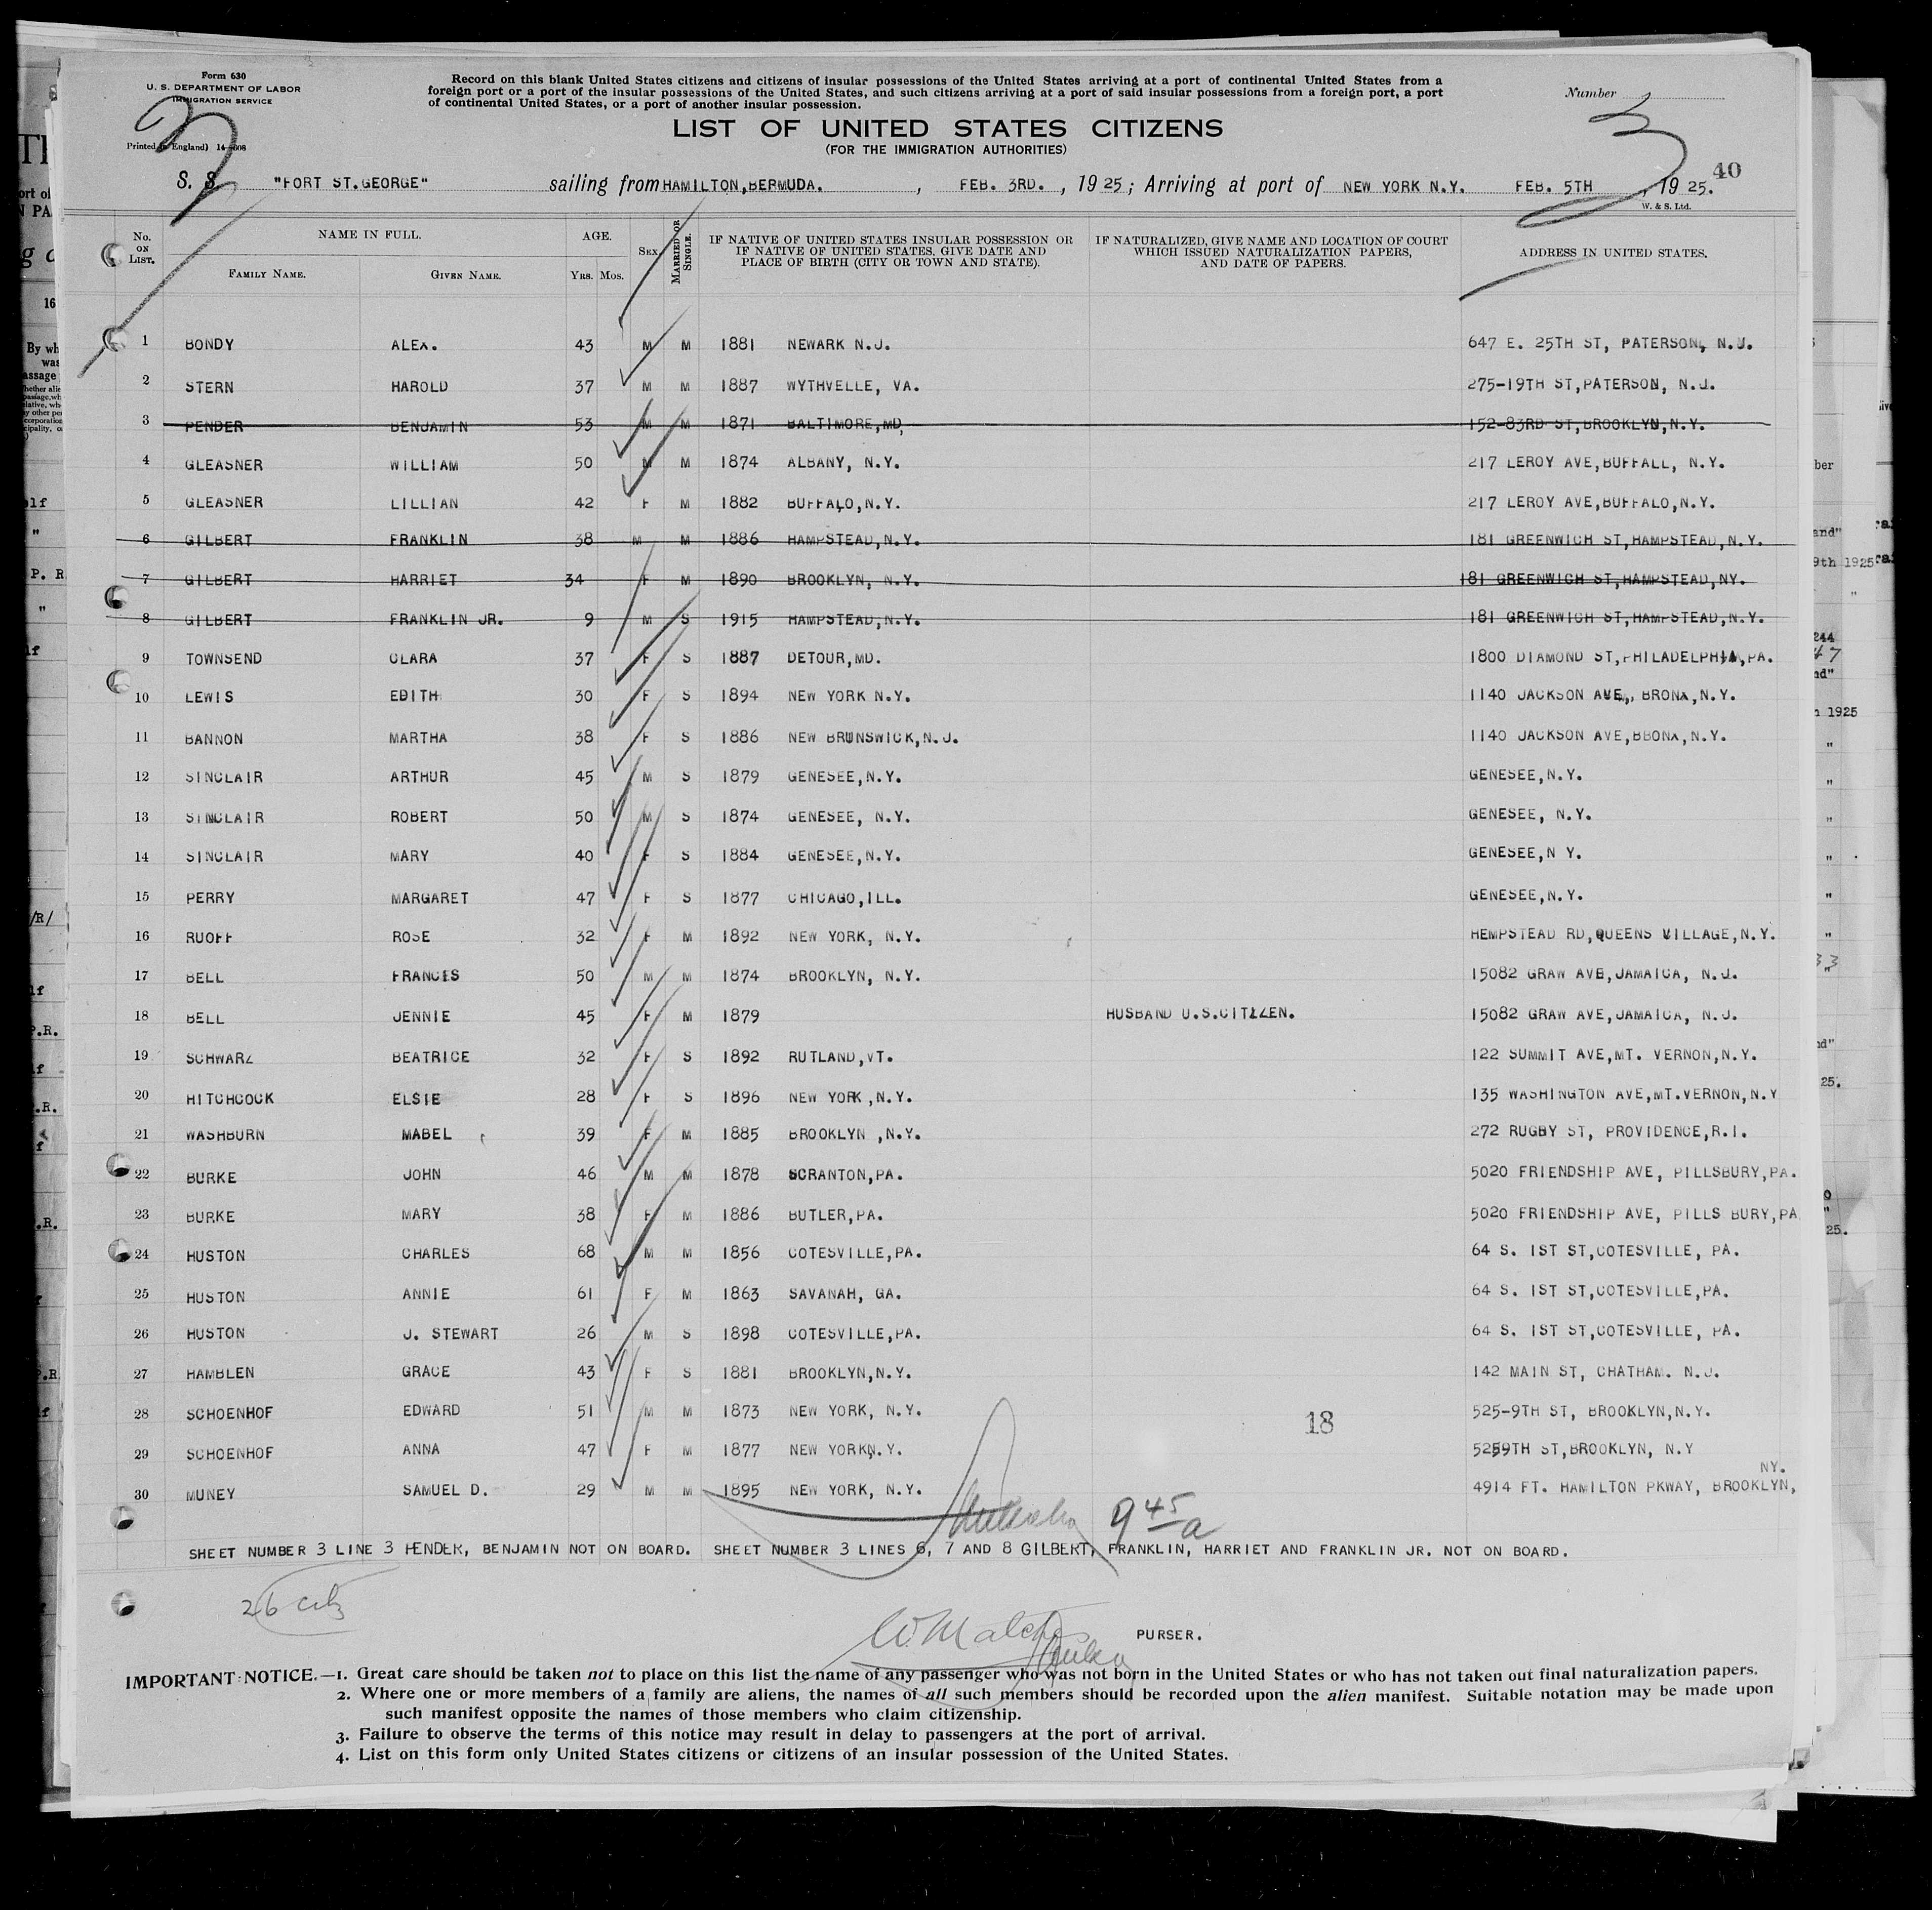 Form 630
U. S. DEPARTMENT OF LABOR
IMMIGRATION SERVICE
Printed in England) 14-608
Record on this blank United States citizens and citizens of insular possessions of the United States arriving at a port of continental United States from a
foreign port or a port of the insular possessions of the United States, and such citizens arriving at a port of said insular possessions from a foreign port, a port
of continental United States, or a port of another insular possession.
Number
3
3
LIST OF UNITED STATES CITIZENS
(FOR THE IMMIGRATION AUTHORITIES)
40
S. S. "FORT ST.GEORGE" sailing from HAMILTON,BERMUDA. , FEB. 3RD. , 19 25 ; Arriving at port of NEW YORK N.Y. FEB. 5TH , 19 25.
W. & S. Ltd.
No. ON LIST. NAME IN FULL. FAMILY NAME. GIVEN NAME. AGE. YRS. MOS. SEX MARRIED OR SINGLE. IF NATIVE OF UNITED STATES INSULAR POSSESSION OR IF NATIVE OF UNITED STATES, GIVE DATE AND PLACE OF BIRTH (CITY OR TOWN AND STATE). IF NATURALIZED, GIVE NAME AND LOCATION OF COURT WHICH ISSUED NATURALIZATION PAPERS, AND DATE OF PAPERS. ADDRESS IN UNITED STATES.
1 BONDY ALEX. 43 M M 1881 NEWARK N.J. 647 E. 25TH ST, PATERSON, N.J.
2 STERN HAROLD 37 M M 1887 WYTHVELLE, VA. 275-19TH ST,PATERSON, N.J.
3 PENDER BENJAMIN 53 M M 1871 BALTIMORE,MD, 152-83RD ST,BROOKLYN,N.Y.
4 GLEASNER WILLIAM 50 M M 1874 ALBANY, N.Y. 217 LEROY AVE,BUFFALL, N.Y.
5 GLEASNER LILLIAN 42 F M 1882 BUFFALO,N.Y. 217 LEROY AVE,BUFFALO,N.Y.
6 GILBERT FRANKLIN 38 M M 1886 HAMPSTEAD,N.Y. 181 GREENWICH ST,HAMPSTEAD,N.Y.
7 GILBERT HARRIET 34 F M 1890 BROOKLYN, N.Y. 181 GREENWICH ST,HAMPSTEAD,NY.
8 GILBERT FRANKLIN JR. 9 M S 1915 HAMPSTEAD,N.Y. 181 GREENWICH ST,HAMPSTEAD,N.Y.
9 TOWNSEND CLARA 37 F S 1887 DETOUR,MD. 1800 DIAMOND ST,PHILADELPHIA,PA.
10 LEWIS EDITH 30 F S 1894 NEW YORK N.Y. 1140 JACKSON AVE,, BRONX,N.Y.
11 BANNON MARTHA 38 F S 1886 NEW BRUNSWICK,N.J. 1140 JACKSON AVE,BBONX,N.Y.
12 SINCLAIR ARTHUR 45 M S 1879 GENESEE,N.Y. GENESEE,N.Y.
13 SINCLAIR ROBERT 50 M S 1874 GENESEE, N.Y. GENESEE, N.Y.
14 SINCLAIR MARY 40 F S 1884 GENESEE,N.Y. GENESEE,N Y.
15 PERRY MARGARET 47 F S 1877 CHICAGO,ILL. GENESEE,N.Y.
16 RUOFF ROSE 32 F M 1892 NEW YORK, N.Y. HEMPSTEAD RD,QUEENS VILLAGE,N.Y.
17 BELL FRANCIS 50 M M 1874 BROOKLYN, N.Y. 15082 GRAW AVE,JAMAICA, N.J.
18 BELL JENNIE 45 F M 1879 HUSBAND U.S.CITIZEN. 15082 GRAW AVE,JAMAICA, N.J.
19 SCHWARZ BEATRICE 32 F S 1892 RUTLAND,VT. 122 SUMMIT AVE,MT. VERNON,N.Y.
20 HITCHCOCK ELSIE 28 F S 1896 NEW YORK ,N.Y. 135 WASHINGTON AVE,MT.VERNON,N.Y
21 WASHBURN MABEL 39 F M 1885 BROOKLYN ,N.Y. 272 RUGBY ST, PROVIDENCE,R.I.
22 BURKE JOHN 46 M M 1878 SCRANTON,PA. 5020 FRIENDSHIP AVE, PILLSBURY,PA.
23 BURKE MARY 38 F M 1886 BUTLER,PA. 5020 FRIENDSHIP AVE, PILLS BURY,PA
24 HUSTON CHARLES 68 M M 1856 COTESVILLE,PA. 64 S. 1ST ST,COTESVILLE, PA.
25 HUSTON ANNIE 61 F M 1863 SAVANAH, GA. 64 S. 1ST ST,COTESVILLE,PA.
26 HUSTON J. STEWART 26 M S 1898 COTESVILLE,PA. 64 S. 1ST ST,COTESVILLE, PA.
27 HAMBLEN GRACE 43 F S 1881 BROOKLYN,N.Y. 142 MAIN ST, CHATHAM. N.J.
28 SCHOENHOF EDWARD 51 M M 1873 NEW YORK, N.Y. 525-9TH ST, BROOKLYN,N.Y.
18
29 SCHOENHOF ANNA 47 F M 1877 NEW YORKN.Y. 5259TH ST,BROOKLYN, N.Y
30 MUNEY SAMUEL D. 29 M M 1895 NEW YORK, N.Y. 4914 FT. HAMILTON PKWAY, BROOKLYN, NY.
9 45 a
SHEET NUMBER 3 LINE 3 PENDER, BENJAMIN NOT ON BOARD. SHEET NUMBER 3 LINES 6, 7 AND 8 GILBERT, FRANKLIN, HARRIET AND FRANKLIN JR. NOT ON BOARD.
26 citz
PURSER.
IMPORTANT NOTICE.—1. Great care should be taken not to place on this list the name of any passenger who was not born in the United States or who has not taken out final naturalization papers.
2. Where one or more members of a family are aliens, the names of all such members should be recorded upon the alien manifest. Suitable notation may be made upon
such manifest opposite the names of those members who claim citizenship.
3. Failure to observe the terms of this notice may result in delay to passengers at the port of arrival.
4. List on this form only United States citizens or citizens of an insular possession of the United States.